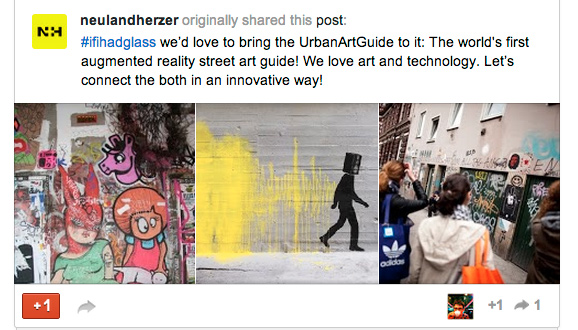 NH
neulandherzer originally shared this post:
#ifihadglass we’d love to bring the UrbanArtGuide to it: The world's first
augmented reality street art guide! We love art and technology. Let’s
connect the both in an innovative way!
adidas
+1
+1
1